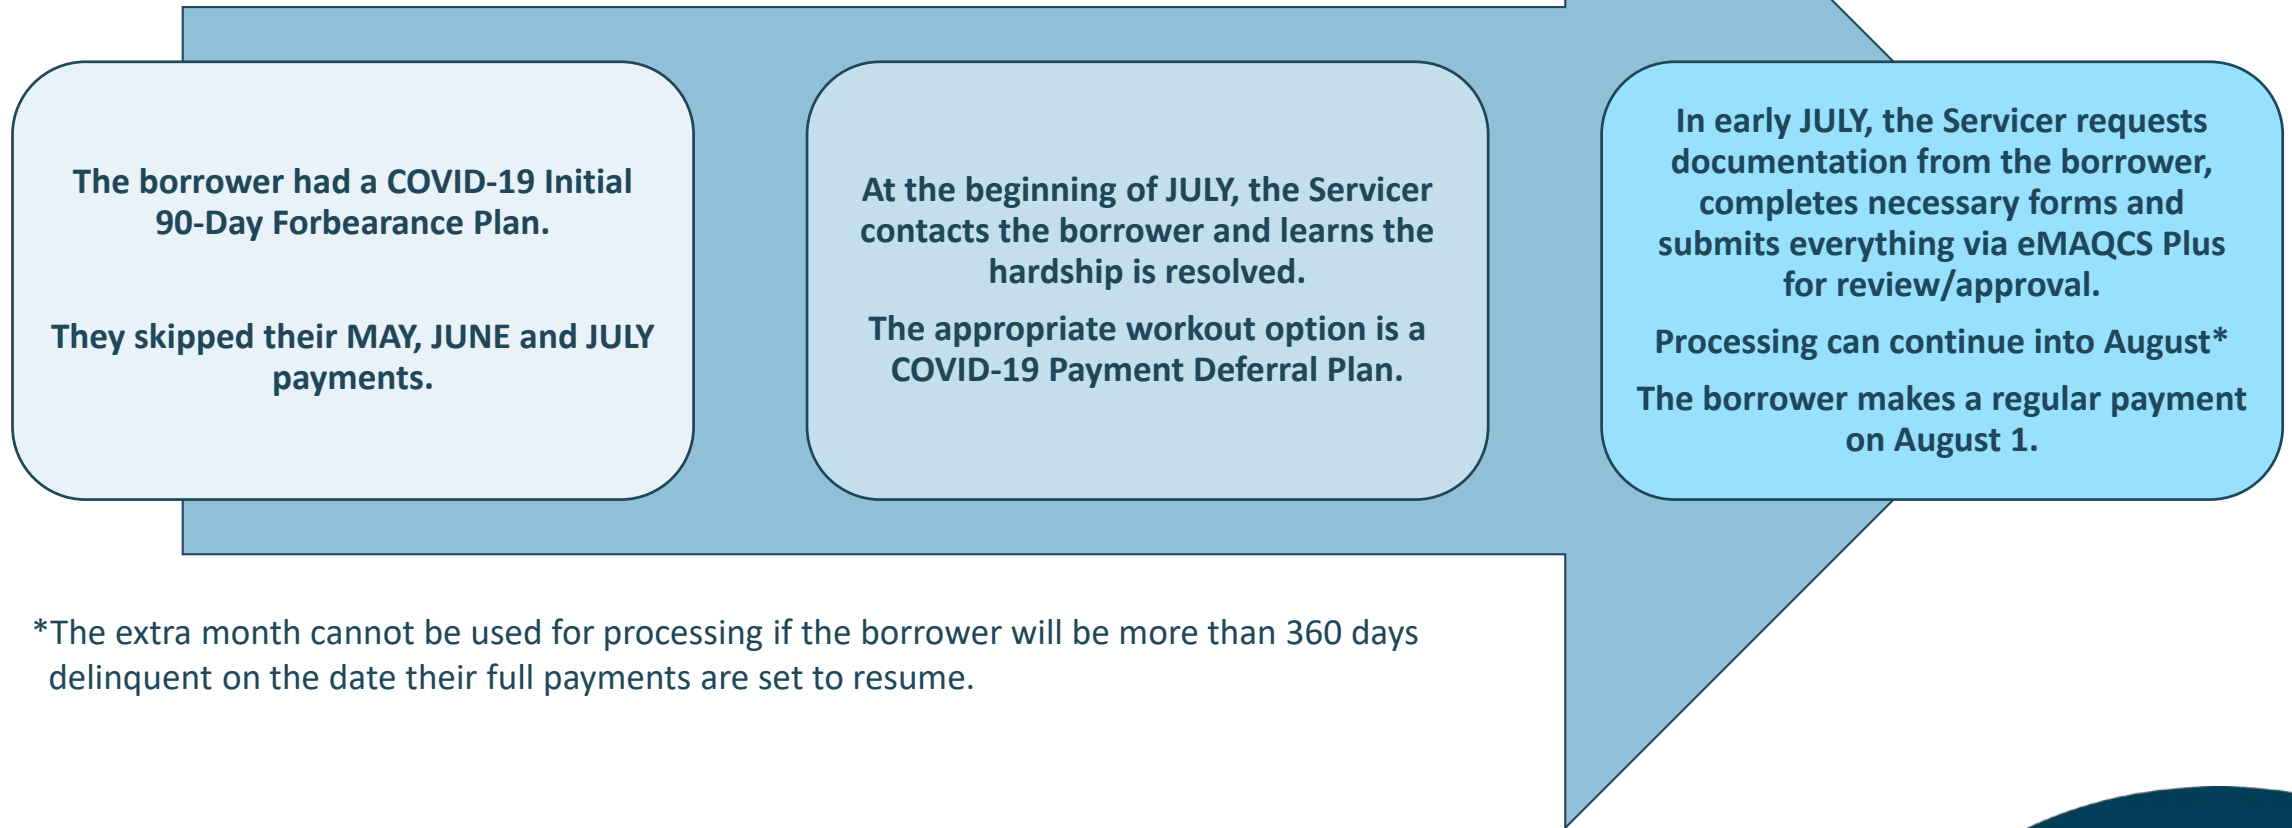 The borrower had a COVID-19 Initial
90-Day Forbearance Plan.
They skipped their MAY, JUNE and JULY
payments.
At the beginning of JULY, the Servicer
contacts the borrower and learns the
hardship is resolved.
The appropriate workout option is a
COVID-19 Payment Deferral Plan.
In early JULY, the Servicer requests
documentation from the borrower,
completes necessary forms and
submits everything via eMAQCS Plus
for review/approval.
Processing can continue into August*
The borrower makes a regular payment
on August 1.
*The extra month cannot be used for processing if the borrower will be more than 360 days
delinquent on the date their full payments are set to resume.